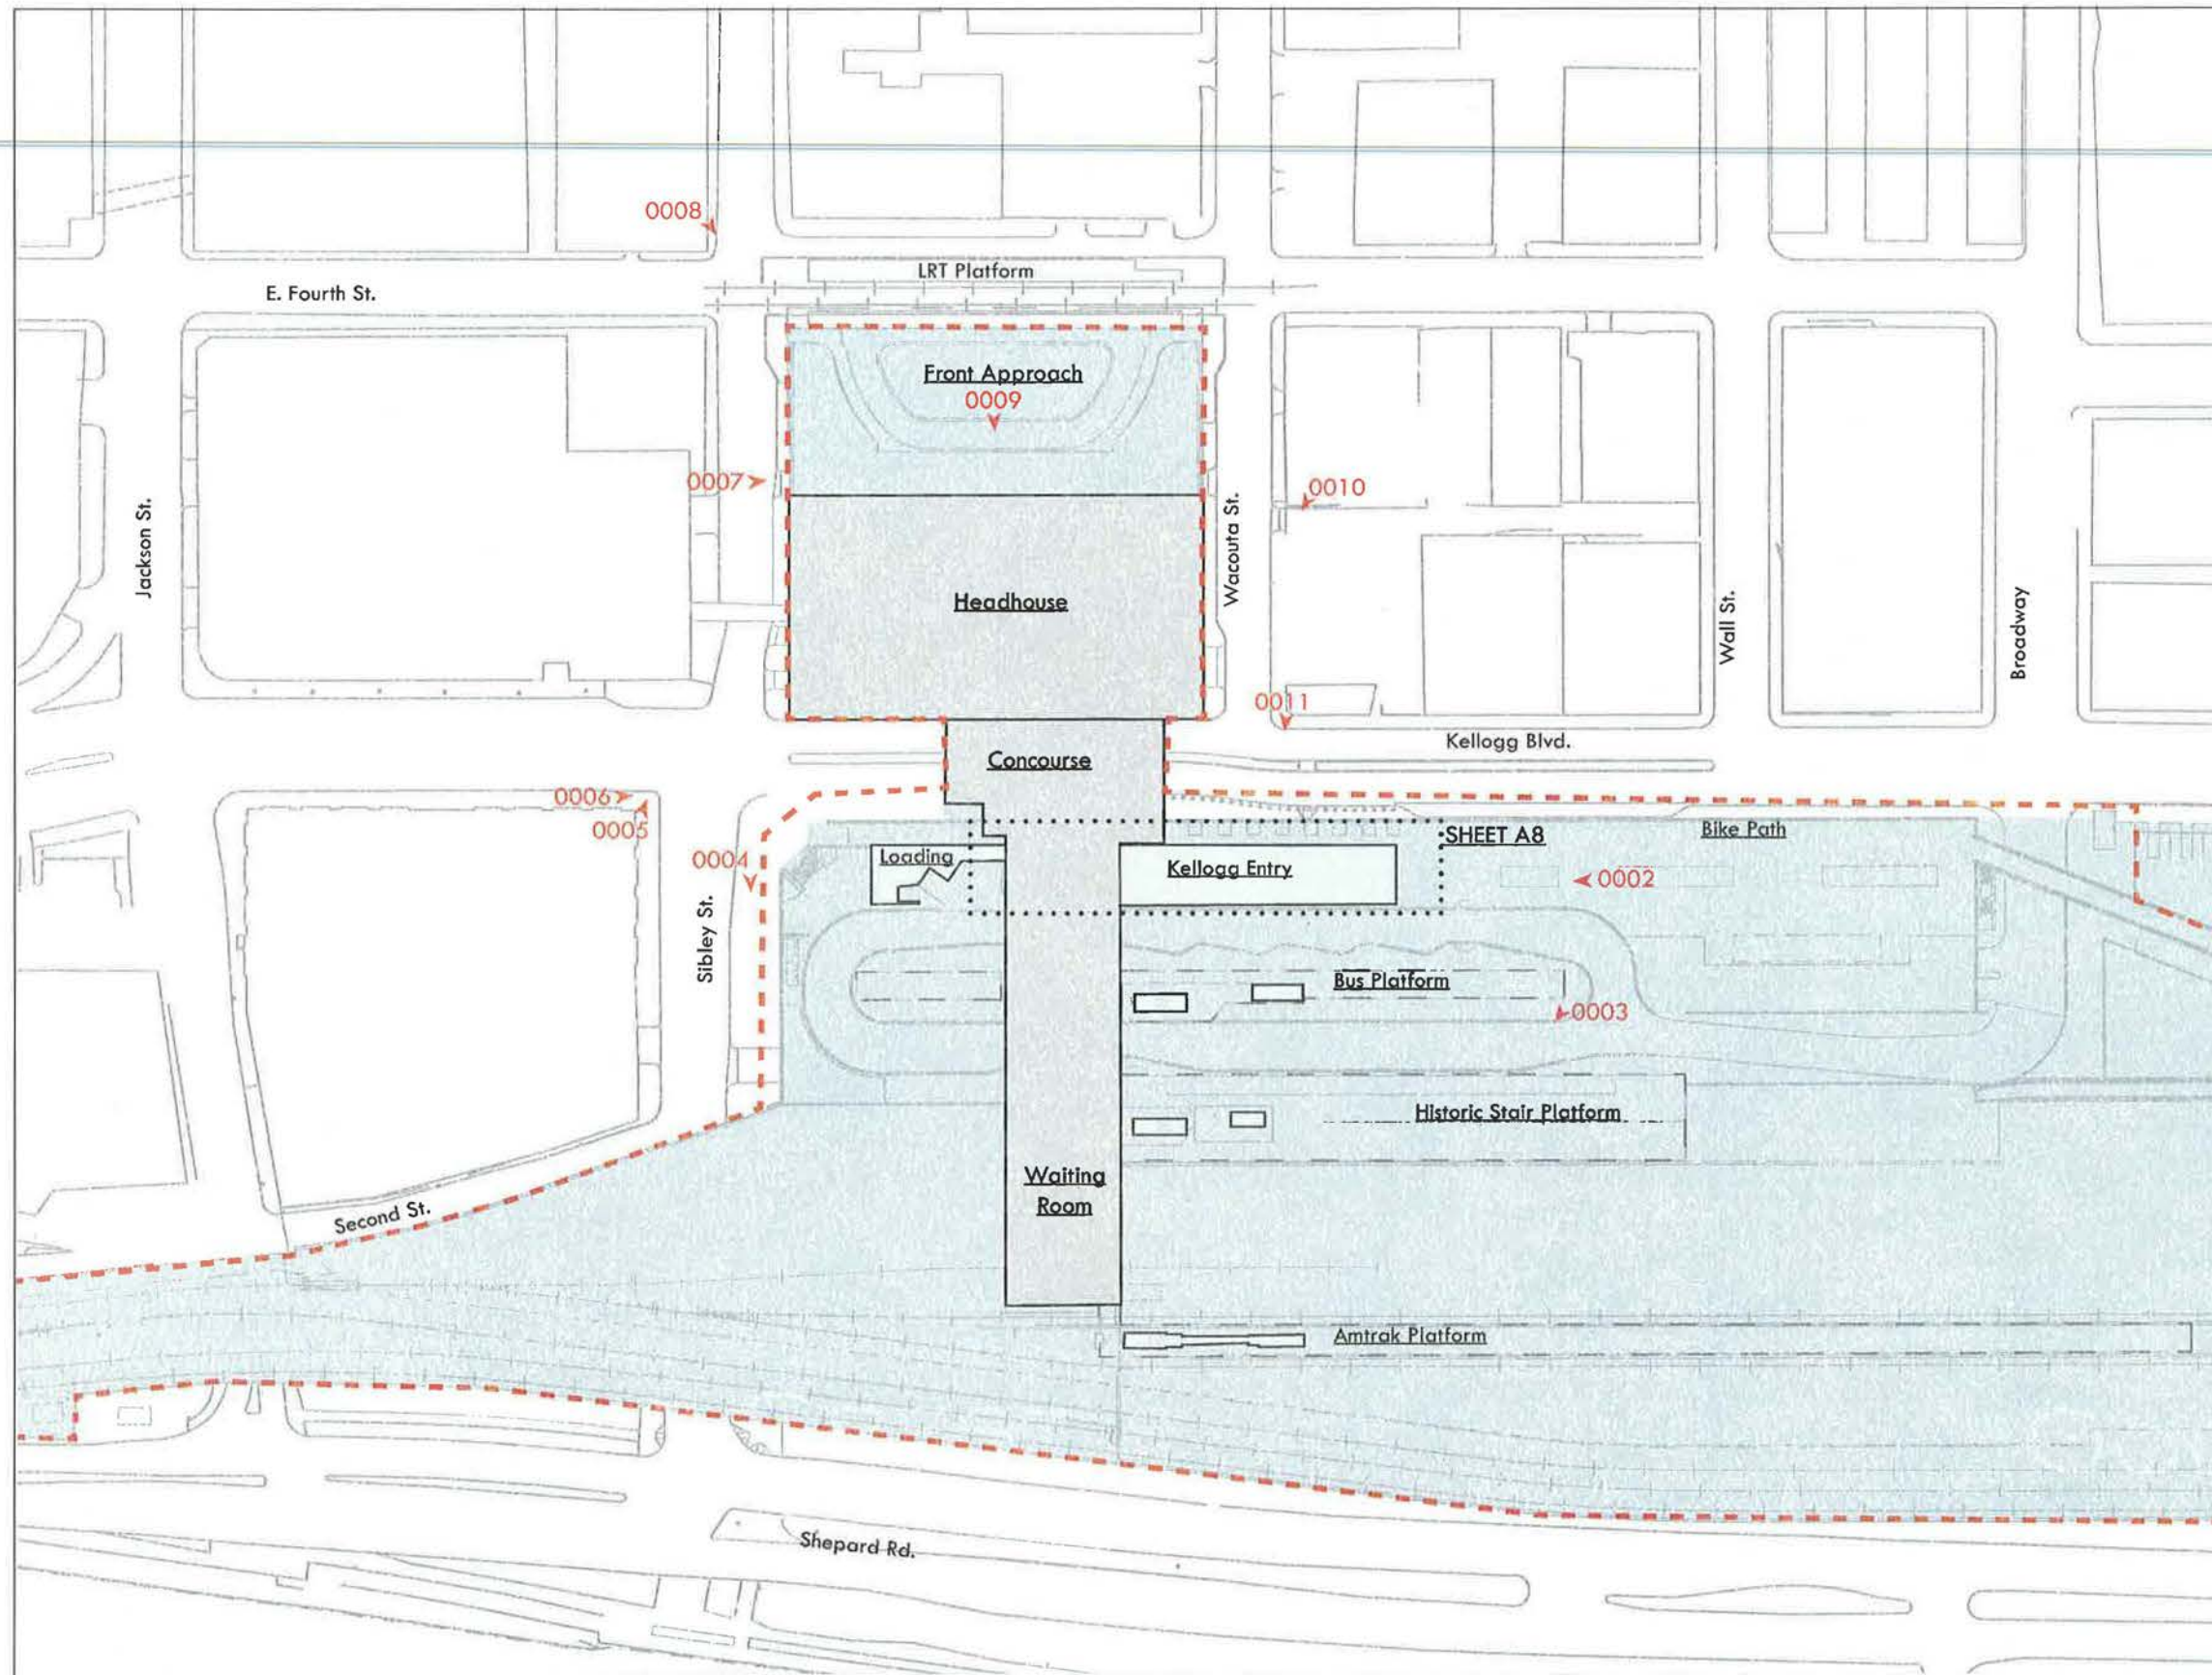 0008
LRT Platform
E. Fourth St.
Front Approach
0009
0007
0010
Jackson St.
Wacouta St.
Headhouse
Wall St.
Broadway
0011
Kellogg Blvd.
Concourse
0006
0005
SHEET A8
Bike Path
0004
Loading
Kellogg Entry
0002
Sibley St.
Bus Platform
0003
Historic Stair Platform
Waiting
Room
Second St.
Amtrak Platform
Shepard Rd.